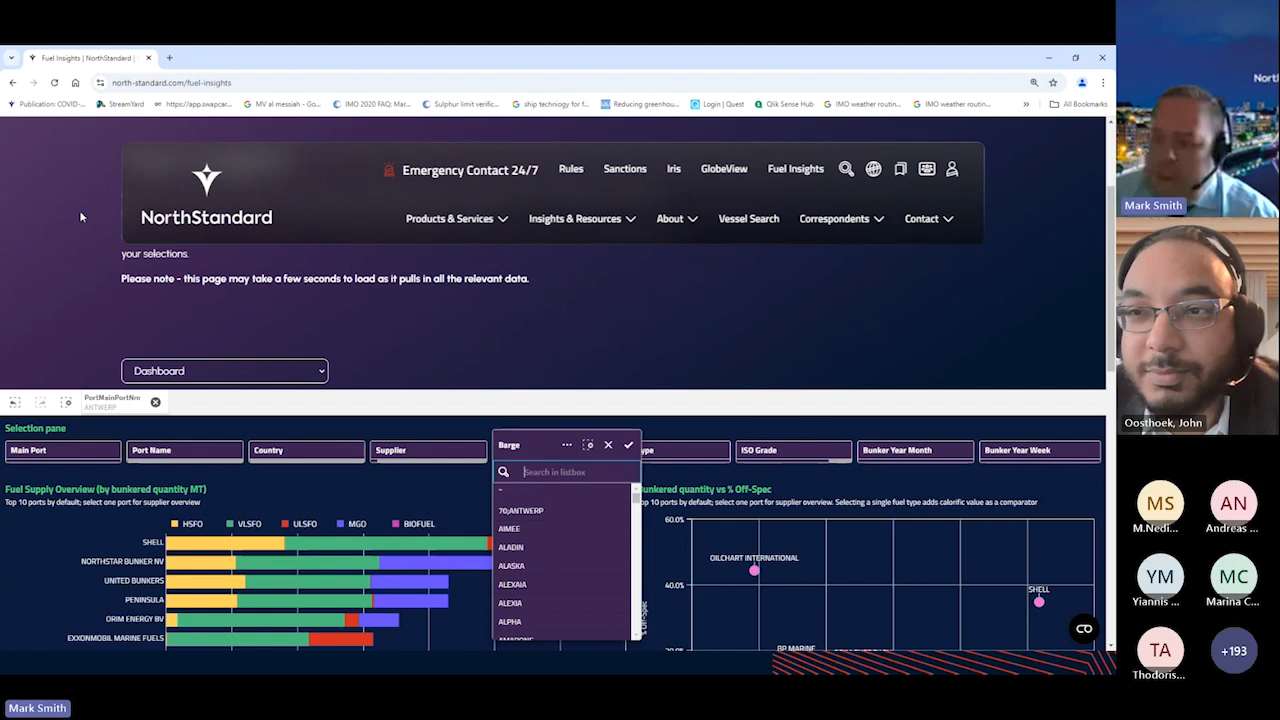 Fuel Insights | NorthStandard |
north-standard.com/fuel-insights
Publication: COVID-...
StreamYard
https://app.swapcar...
MV al messiah - Go...
IMO 2020 FAQ: Mar...
Sulphur limit verific...
ship techniogy for f...
Reducing greenhou...
Login | Quest
Qlik Sense Hub
IMO weather routin...
IMO weather routin...
All Bookmarks
NorthStandard
Emergency Contact 24/7
Rules
Sanctions
Iris
GlobeView
Fuel Insights
Products & Services
Insights & Resources
About
Vessel Search
Correspondents
Contact
your selections.
Please note - this page may take a few seconds to load as it pulls in all the relevant data.
Dashboard
PortMainPortNm
ANTWERP
Selection pane
Main Port
Port Name
Country
Supplier
Barge
ype
ISO Grade
Bunker Year Month
Bunker Year Week
Search in listbox
-
70;ANTWERP
AIMEE
ALADIN
ALASKA
ALEXAIA
ALEXIA
ALPHA
Fuel Supply Overview (by bunkered quantity MT)
Top 10 ports by default; select one port for supplier overview
HSFO
VLSFO
ULSFO
MGO
BIOFUEL
SHELL
NORTHSTAR BUNKER NV
UNITED BUNKERS
PENINSULA
ORIM ENERGY BV
EXXONMOBIL MARINE FUELS
unkered quantity vs % Off-Spec
Top 10 ports by default; select one port for supplier overview. Selecting a single fuel type adds calorific value as a comparator
60.0%
40.0%
OILCHART INTERNATIONAL
SHELL
BP MARINE
Mark Smith
Oosthoek, John
MS
M.Nedi...
AN
Andreas ...
YM
Yiannis ...
MC
Marina C...
TA
Thodoris...
+193
Mark Smith